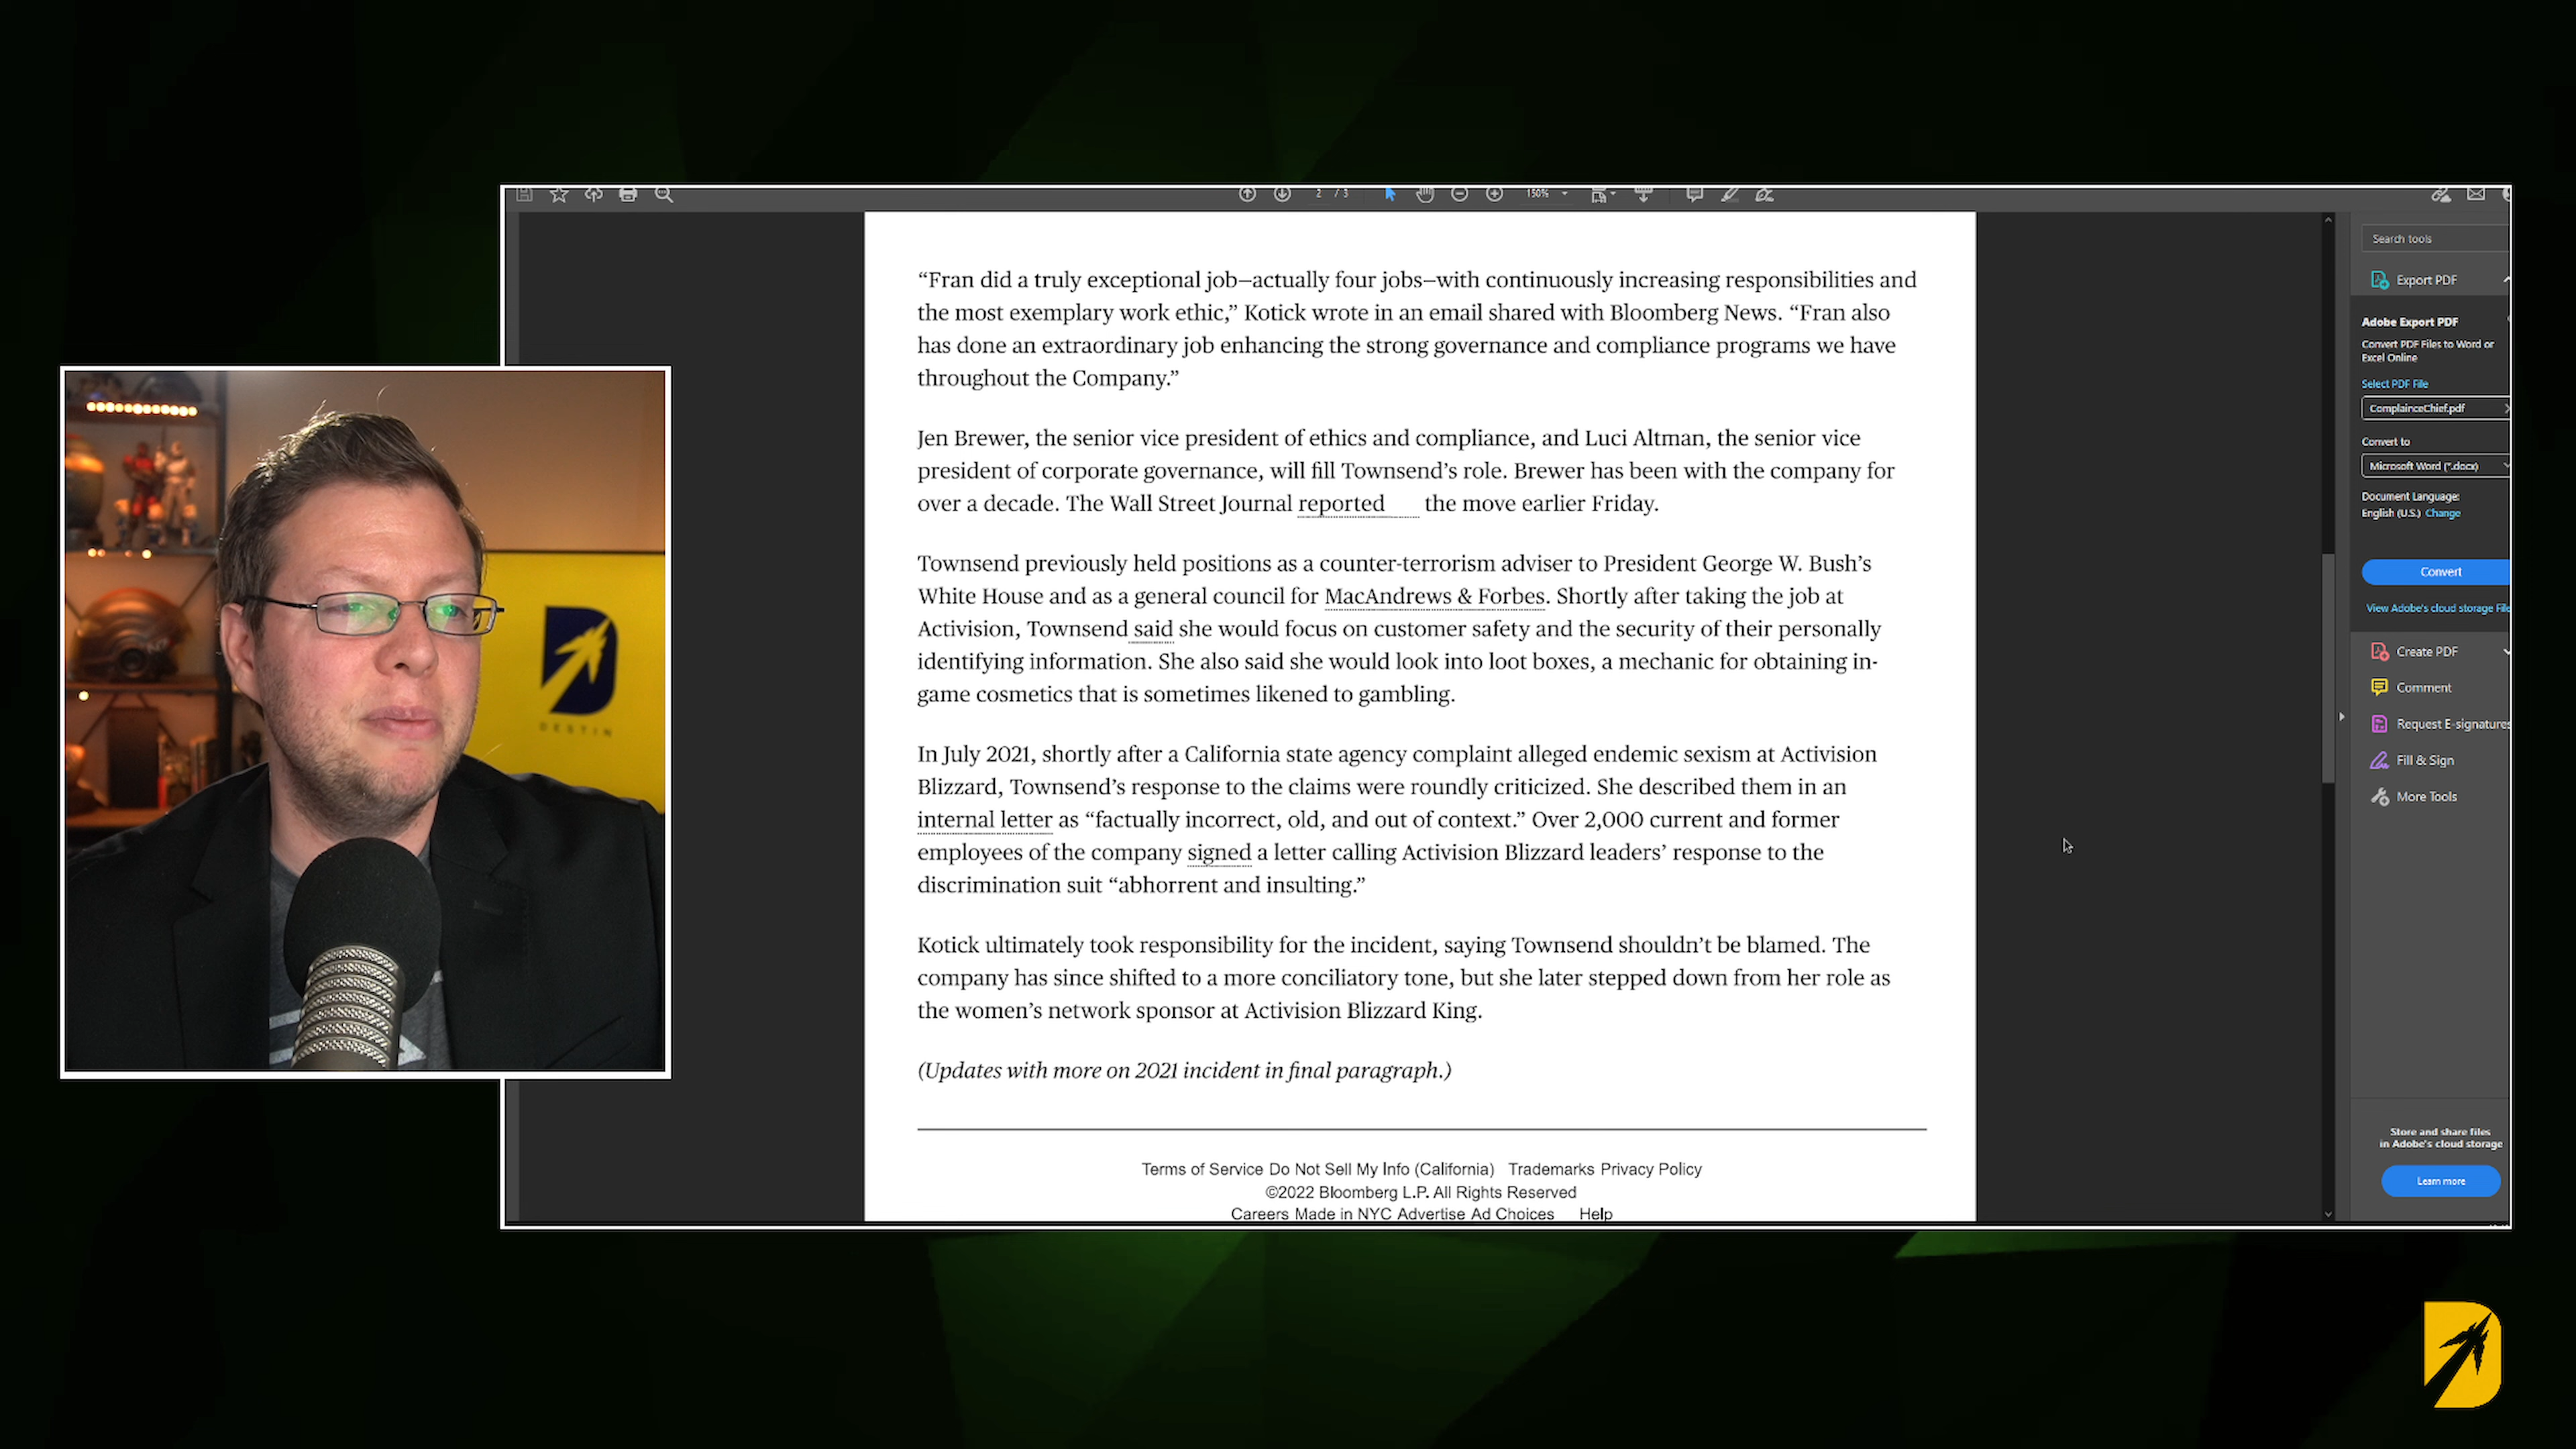 2 / 3
150%
“Fran did a truly exceptional job—actually four jobs—with continuously increasing responsibilities and
the most exemplary work ethic,” Kotick wrote in an email shared with Bloomberg News. “Fran also
has done an extraordinary job enhancing the strong governance and compliance programs we have
throughout the Company.”
Jen Brewer, the senior vice president of ethics and compliance, and Luci Altman, the senior vice
president of corporate governance, will fill Townsend’s role. Brewer has been with the company for
over a decade. The Wall Street Journal reported the move earlier Friday.
Townsend previously held positions as a counter-terrorism adviser to President George W. Bush’s
White House and as a general council for MacAndrews & Forbes. Shortly after taking the job at
Activision, Townsend said she would focus on customer safety and the security of their personally
identifying information. She also said she would look into loot boxes, a mechanic for obtaining in-
game cosmetics that is sometimes likened to gambling.
In July 2021, shortly after a California state agency complaint alleged endemic sexism at Activision
Blizzard, Townsend’s response to the claims were roundly criticized. She described them in an
internal letter as “factually incorrect, old, and out of context.” Over 2,000 current and former
employees of the company signed a letter calling Activision Blizzard leaders’ response to the
discrimination suit “abhorrent and insulting.”
Kotick ultimately took responsibility for the incident, saying Townsend shouldn’t be blamed. The
company has since shifted to a more conciliatory tone, but she later stepped down from her role as
the women’s network sponsor at Activision Blizzard King.
(Updates with more on 2021 incident in final paragraph.)
Terms of Service Do Not Sell My Info (California) Trademarks Privacy Policy
©2022 Bloomberg L.P. All Rights Reserved
Careers Made in NYC Advertise Ad Choices Help
Search tools
Export PDF
Adobe Export PDF
Convert PDF Files to Word or
Excel Online
Select PDF File
ComplainceChief.pdf
Convert to
Microsoft Word (*.docx)
Document Language:
English (U.S.) Change
Convert
View Adobe's cloud storage File
Create PDF
Comment
Request E-signatures
Fill & Sign
More Tools
Store and share files
in Adobe's cloud storage
Learn more
DESTIN